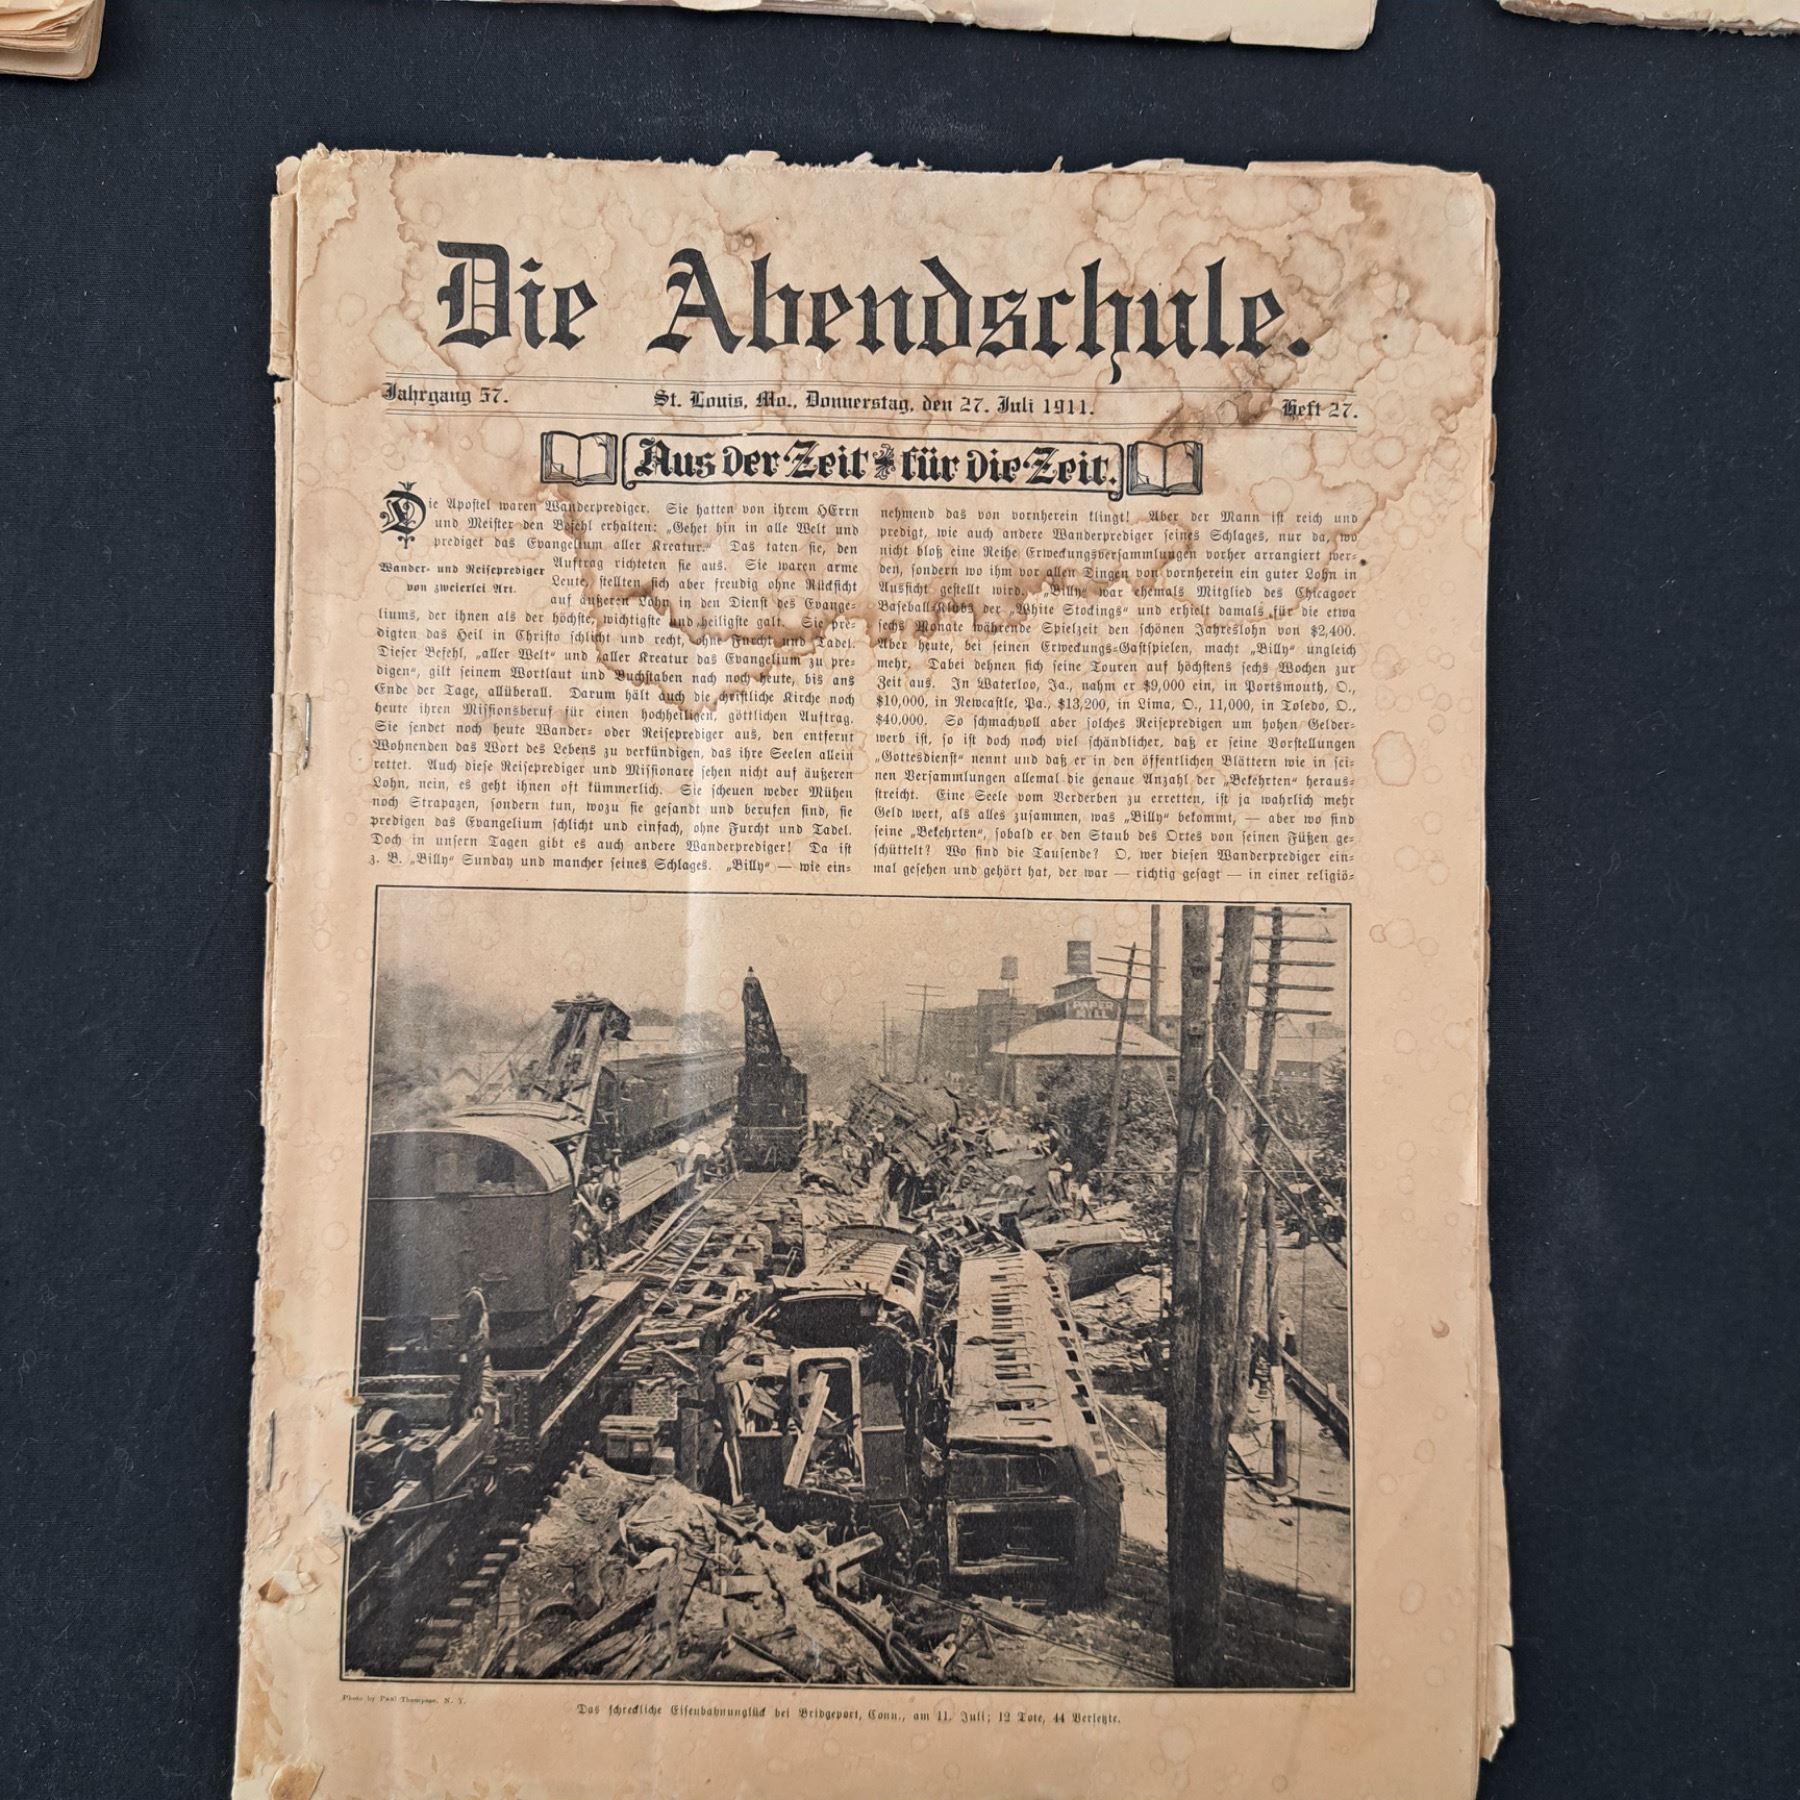 Die Abendschule.
Jahrgang 57.
St. Louis, Mo., Donnerstag, den 27. Juli 1911.
Heft 27.
Aus der Zeit für die Zeit.
Die Apostel waren Wanderprediger. Sie hatten von ihrem HErrn
und Meister den Befehl erhalten: „Gehet hin in alle Welt und
prediget das Evangelium aller Kreatur.“ Das taten sie, den
Wander- und Reiseprediger
von zweierlei Art.
Auftrag richteten sie aus. Sie waren arme
Leute, stellten sich aber freudig ohne Rücksicht
auf äußeren Lohn in den Dienst des Evange-
liums, der ihnen als der höchste, wichtigste und heiligste galt. Sie pre-
digten das Heil in Christo schlicht und recht, ohne Furcht und Tadel.
Dieser Befehl, „aller Welt“ und „aller Kreatur das Evangelium zu pre-
digen“, gilt seinem Wortlaut und Buchstaben nach noch heute, bis ans
Ende der Tage, allüberall. Darum hält auch die christliche Kirche noch
heute ihren Missionsberuf für einen hochheiligen, göttlichen Auftrag.
Sie sendet noch heute Wander- oder Reiseprediger aus, den entfernt
Wohnenden das Wort des Lebens zu verkündigen, das ihre Seelen allein
rettet. Auch diese Reiseprediger und Missionare sehen nicht auf äußeren
Lohn, nein, es geht ihnen oft kümmerlich. Sie scheuen weder Mühen
noch Strapazen, sondern tun, wozu sie gesandt und berufen sind, sie
predigen das Evangelium schlicht und einfach, ohne Furcht und Tadel.
Doch in unsern Tagen gibt es auch andere Wanderprediger! Da ist
z. B. „Billy“ Sunday und mancher seines Schlages. „Billy“ — wie ein-
nehmend das von vornherein klingt! Aber der Mann ist reich und
predigt, wie auch andere Wanderprediger seines Schlages, nur da, wo
nicht bloß eine Reihe Erweckungsversammlungen vorher arrangiert wer-
den, sondern wo ihm vor allen Dingen von vornherein ein guter Lohn in
Aussicht gestellt wird. „Billy“ war ehemals Mitglied des Chicagoer
Baseball-Klubs der „White Stockings“ und erhielt damals für die etwa
sechs Monate währende Spielzeit den schönen Jahreslohn von $2,400.
Aber heute, bei seinen Erweckungs-Gastspielen, macht „Billy“ ungleich
mehr. Dabei dehnen sich seine Touren auf höchstens sechs Wochen zur
Zeit aus. In Waterloo, Ja., nahm er $9,000 ein, in Portsmouth, O.,
$10,000, in Newcastle, Pa., $13,200, in Lima, O., 11,000, in Toledo, O.,
$40,000. So schmachvoll aber solches Reisepredigen um hohen Gelder-
werb ist, so ist doch noch viel schändlicher, daß er seine Vorstellungen
„Gottesdienst“ nennt und daß er in den öffentlichen Blättern wie in sei-
nen Versammlungen allemal die genaue Anzahl der „Bekehrten“ heraus-
streicht. Eine Seele vom Verderben zu erretten, ist ja wahrlich mehr
Geld wert, als alles zusammen, was „Billy“ bekommt, — aber wo sind
seine „Bekehrten“, sobald er den Staub des Ortes von seinen Füßen ge-
schüttelt? Wo sind die Tausende? O, wer diesen Wanderprediger ein-
mal gesehen und gehört hat, der war — richtig gesagt — in einer religiö-
PAPER
MILL
Photo by Paul Thompson, N. Y.
Das schreckliche Eisenbahnunglück bei Bridgeport, Conn., am 11. Juli; 12 Tote, 44 Verletzte.